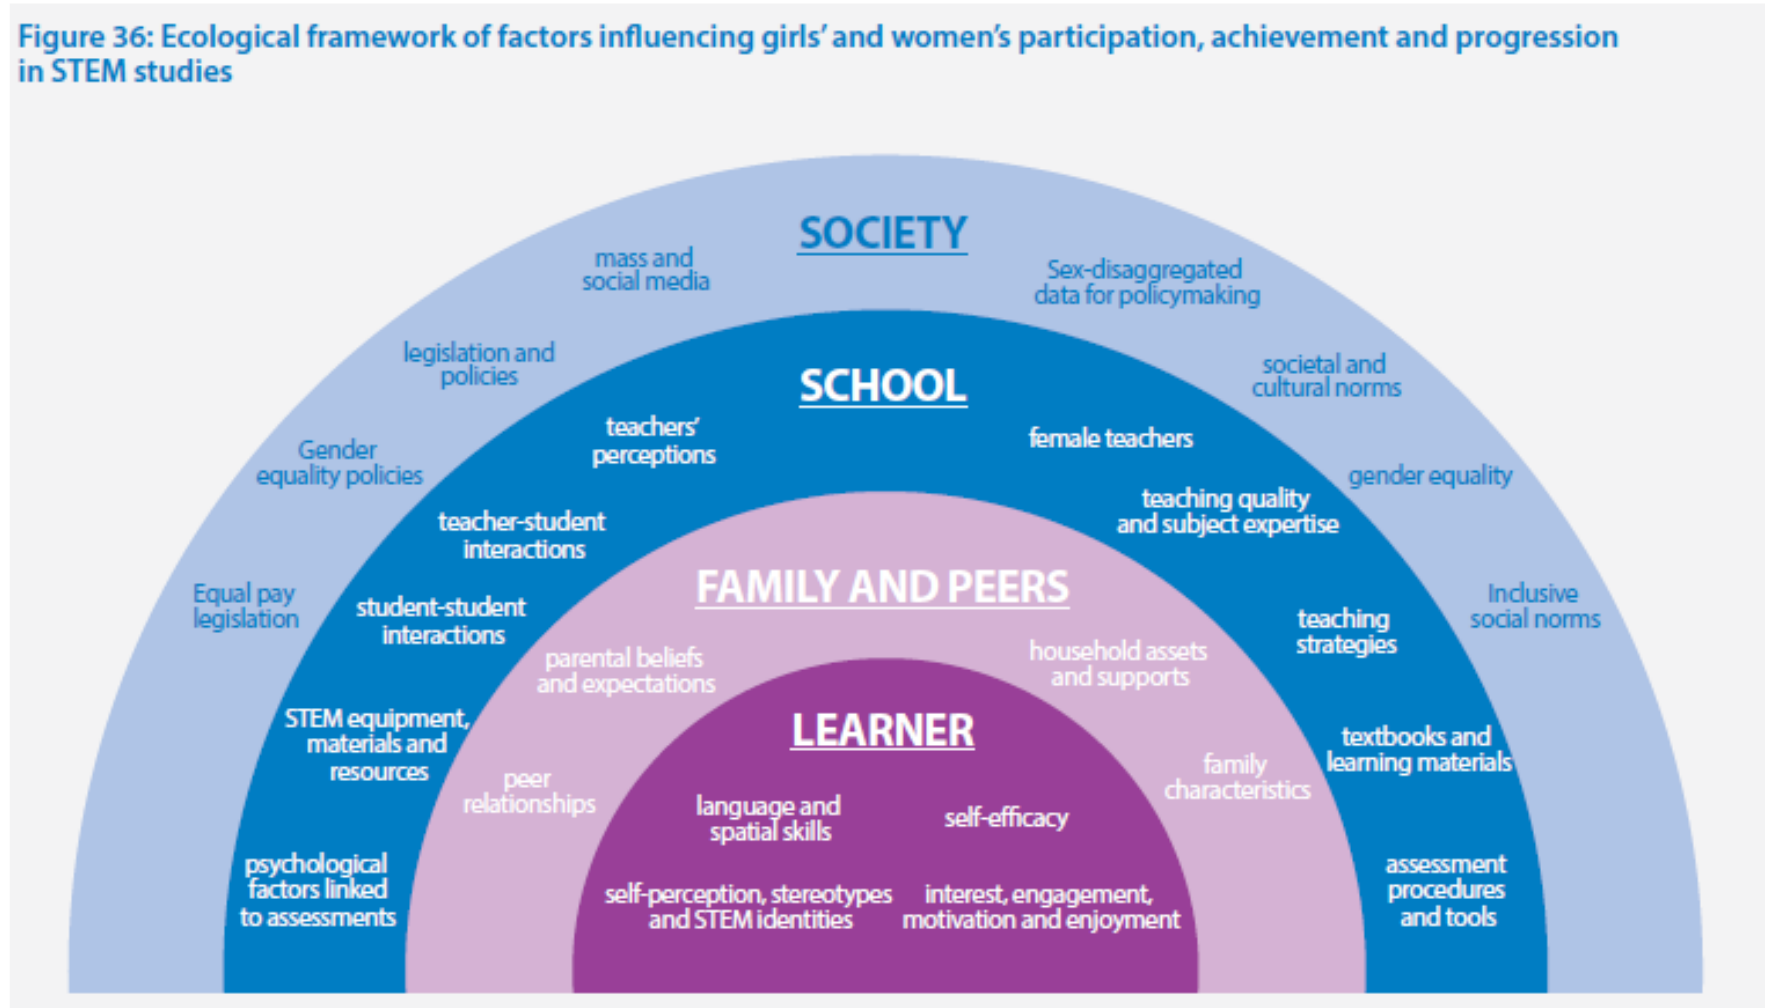 Figure 36: Ecological framework of factors influencing girls’ and women’s participation, achievement and progression
in STEM studies
SOCIETY
mass and
social media
Sex-disaggregated
data for policymaking
legislation and
policies
societal and
cultural norms
Gender
equality policies
gender equality
Equal pay
legislation
Inclusive
social norms
SCHOOL
teachers’
perceptions
female teachers
teacher-student
interactions
teaching quality
and subject expertise
student-student
interactions
teaching
strategies
STEM equipment,
materials and
resources
textbooks and
learning materials
psychological
factors linked
to assessments
assessment
procedures
and tools
FAMILY AND PEERS
parental beliefs
and expectations
household assets
and supports
peer
relationships
family
characteristics
LEARNER
language and
spatial skills
self-efficacy
self-perception, stereotypes
and STEM identities
interest, engagement,
motivation and enjoyment